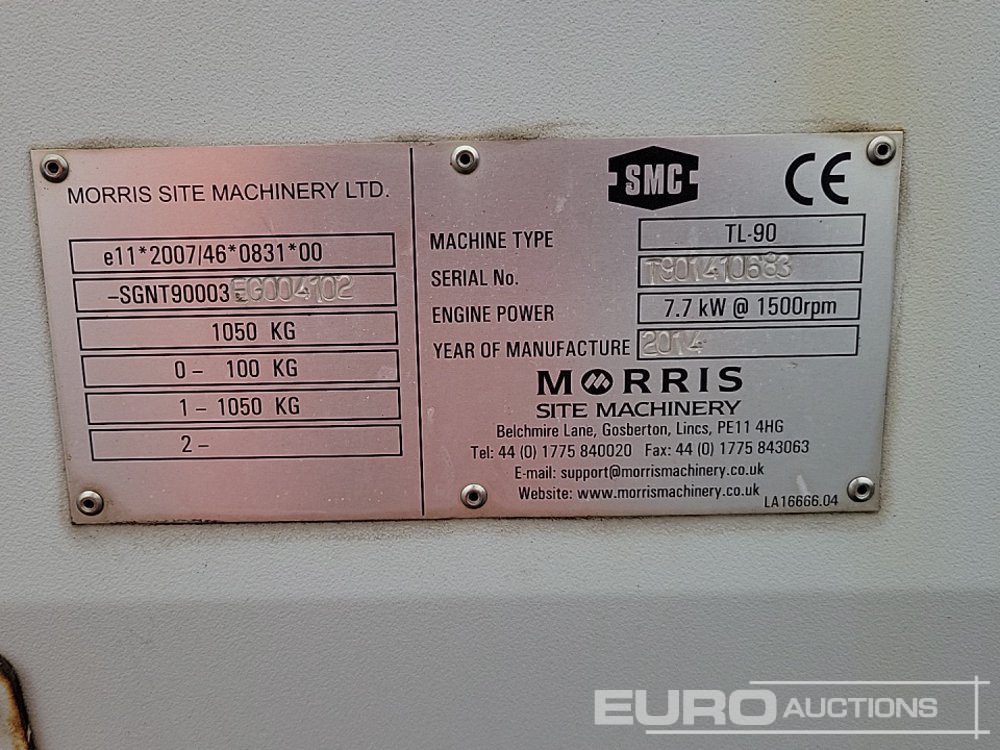 MORRIS SITE MACHINERY LTD.
e11*2007/46*0831*00
-SGNT90003EG004102
1050 KG
0 - 100 KG
1 - 1050 KG
2 -
SMC CE
MACHINE TYPE TL-90
SERIAL No. T901410683
ENGINE POWER 7.7 kW @ 1500rpm
YEAR OF MANUFACTURE 2014
MORRIS
SITE MACHINERY
Belchmire Lane, Gosberton, Lincs, PE11 4HG
Tel: 44 (0) 1775 840020 Fax: 44 (0) 1775 843063
E-mail: support@morrismachinery.co.uk
Website: www.morrismachinery.co.uk
LA16666.04
EURO AUCTIONS